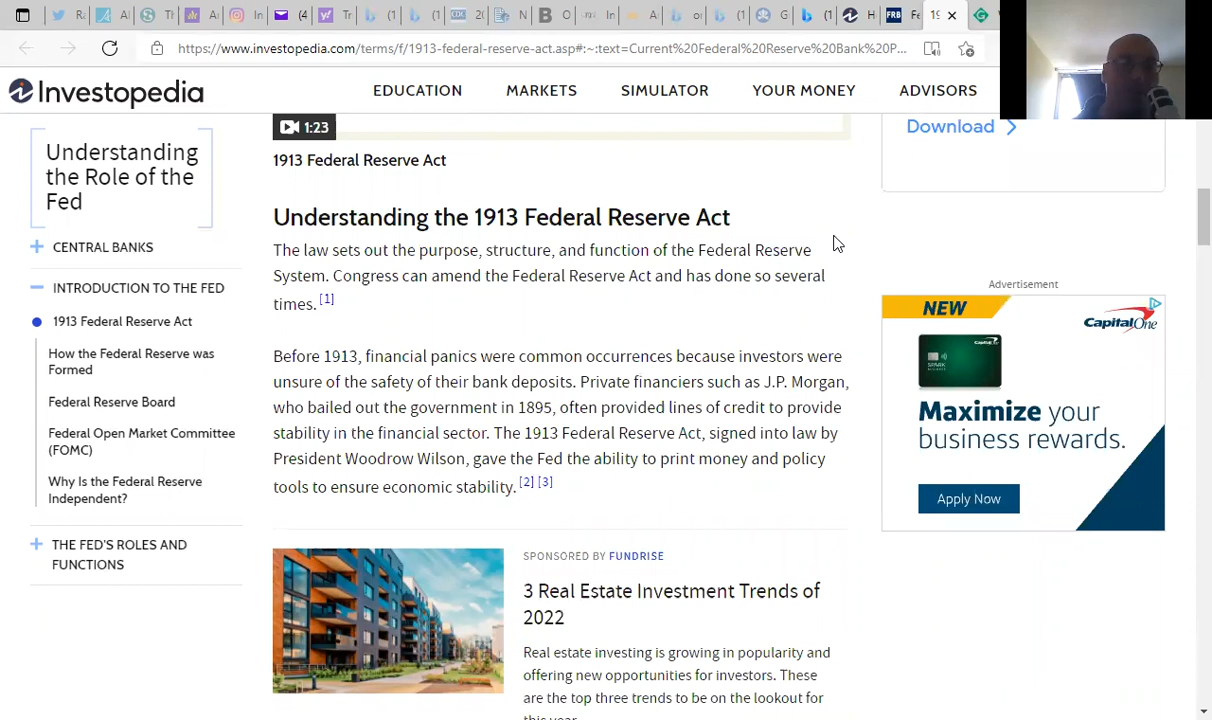 https://www.investopedia.com/terms/f/1913-federal-reserve-act.asp#:~:text=Current%20Federal%20Reserve%20Bank%20P...
Investopedia
EDUCATION
MARKETS
SIMULATOR
YOUR MONEY
ADVISORS
Understanding
the Role of the
Fed
CENTRAL BANKS
INTRODUCTION TO THE FED
1913 Federal Reserve Act
How the Federal Reserve was
Formed
Federal Reserve Board
Federal Open Market Committee
(FOMC)
Why Is the Federal Reserve
Independent?
THE FED'S ROLES AND
FUNCTIONS
1:23
1913 Federal Reserve Act
Understanding the 1913 Federal Reserve Act
The law sets out the purpose, structure, and function of the Federal Reserve
System. Congress can amend the Federal Reserve Act and has done so several
times. [1]
Before 1913, financial panics were common occurrences because investors were
unsure of the safety of their bank deposits. Private financiers such as J.P. Morgan,
who bailed out the government in 1895, often provided lines of credit to provide
stability in the financial sector. The 1913 Federal Reserve Act, signed into law by
President Woodrow Wilson, gave the Fed the ability to print money and policy
tools to ensure economic stability. [2] [3]
SPONSORED BY FUNDRISE
3 Real Estate Investment Trends of
2022
Real estate investing is growing in popularity and
offering new opportunities for investors. These
are the top three trends to be on the lookout for
this year.
Download
Advertisement
NEW
Capital One
Maximize your
business rewards.
Apply Now